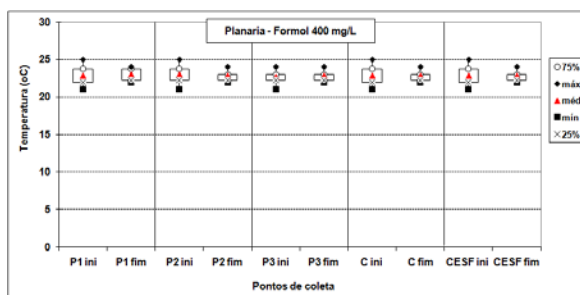 Planaria - Formol 400 mg/L
Temperatura (oC)
30
25
20
15
10
5
0
P1 ini P1 fim P2 ini P2 fim P3 ini P3 fim C ini C fim CESF ini CESF fim
Pontos de coleta
75%
máx
méd
min
25%